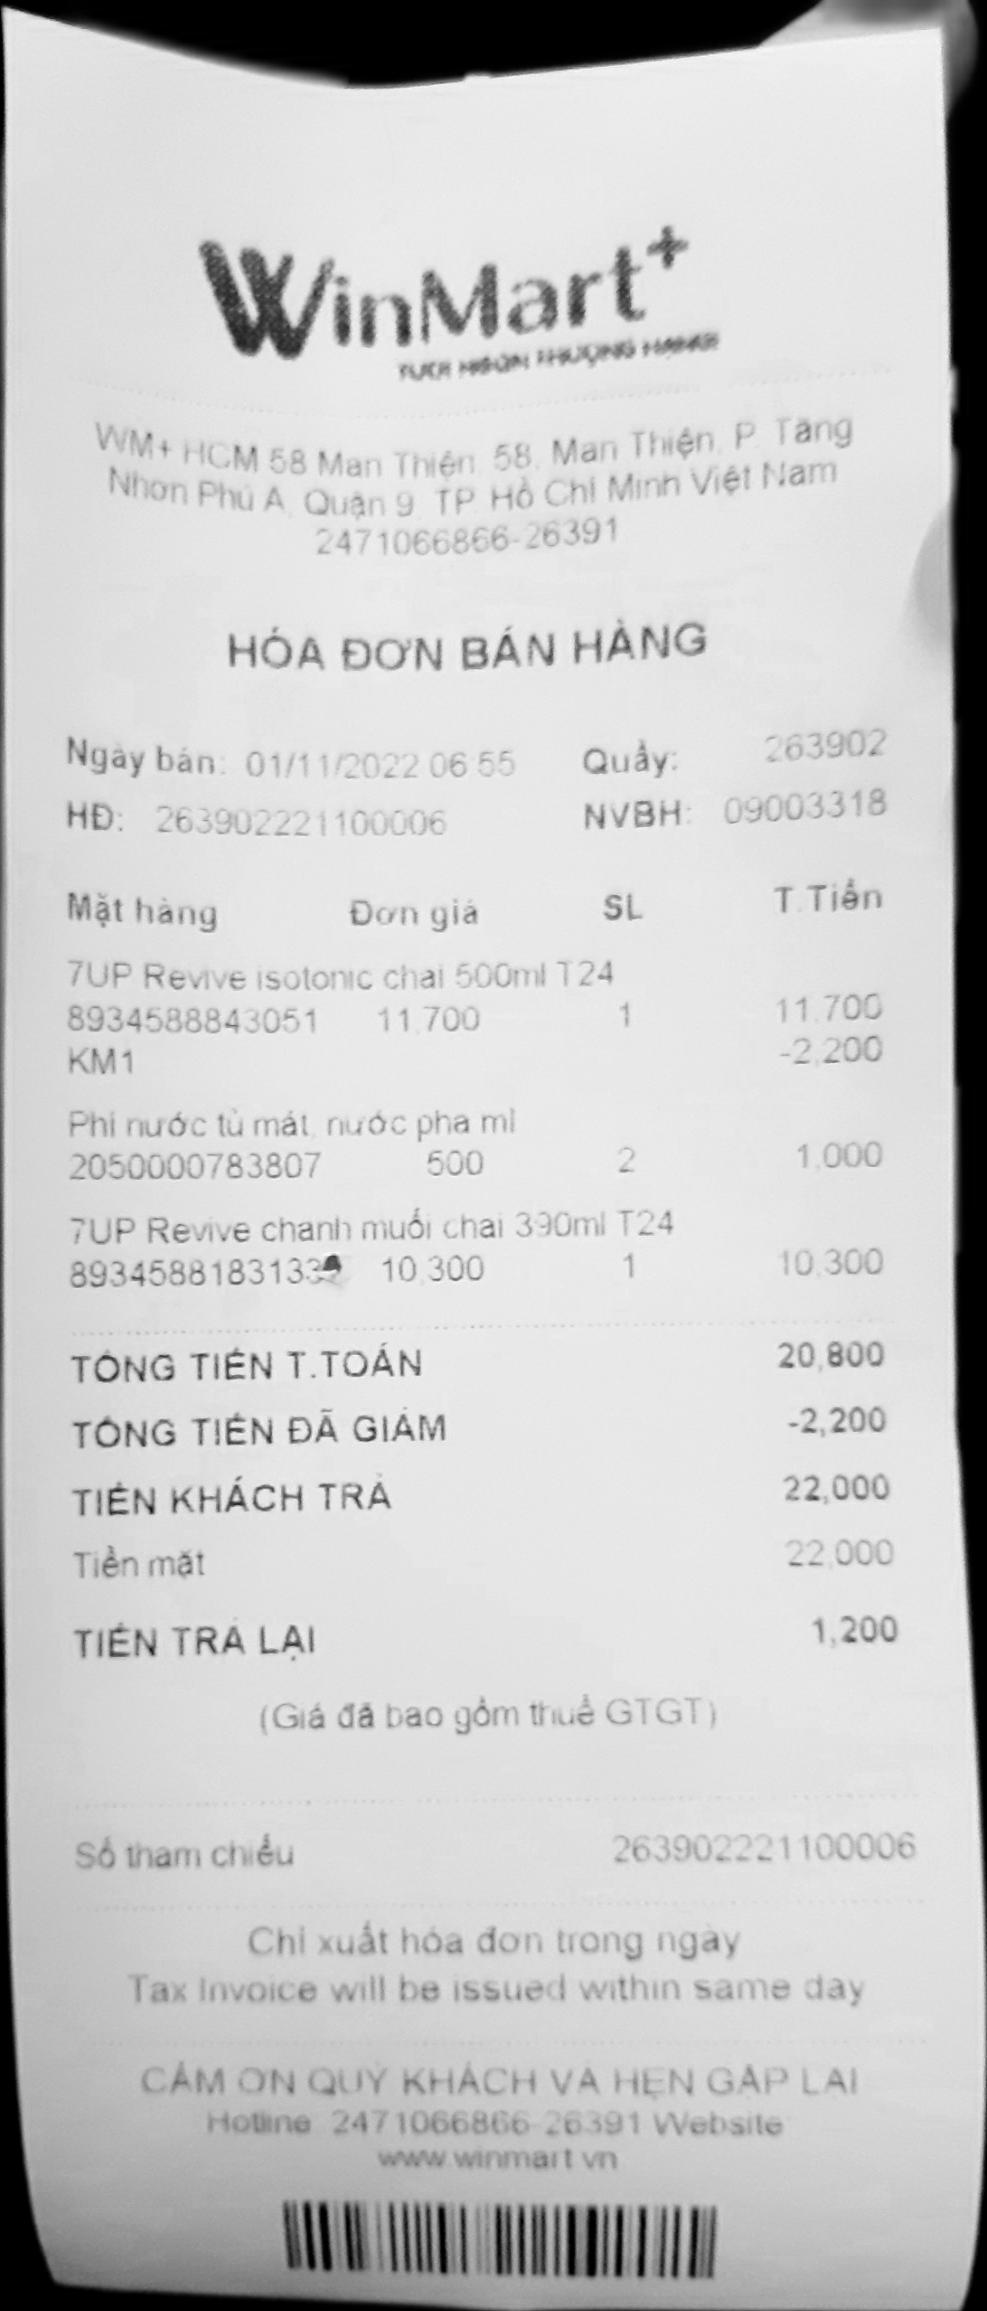 WinMart+
TƯƠI NGON THƯỢNG HẠNG!
WM+ HCM 58 Man Thiện, 58, Man Thiện, P. Tăng
Nhơn Phú A, Quận 9, TP. Hồ Chí Minh Việt Nam
2471066866-26391
HÓA ĐƠN BÁN HÀNG
Ngày bán: 01/11/2022 06:55 Quầy: 263902
HĐ: 263902221100006 NVBH: 09003318
Mặt hàng Đơn giá SL T.Tiền
7UP Revive isotonic chai 500ml T24
8934588843051 11,700 1 11,700
KM1 -2,200
Phí nước tủ mát, nước pha mì
2050000783807 500 2 1,000
7UP Revive chanh muối chai 390ml T24
10,300 1 10,300
TỔNG TIỀN T.TOÁN 20,800
TỔNG TIỀN ĐÃ GIẢM -2,200
TIỀN KHÁCH TRẢ 22,000
Tiền mặt 22,000
TIỀN TRẢ LẠI 1,200
(Giá đã bao gồm thuế GTGT)
Số tham chiếu 263902221100006
Chỉ xuất hóa đơn trong ngày
Tax Invoice will be issued within same day
CẢM ƠN QUÝ KHÁCH VÀ HẸN GẶP LẠI
Hotline: 2471066866-26391 Website:
www.winmart.vn